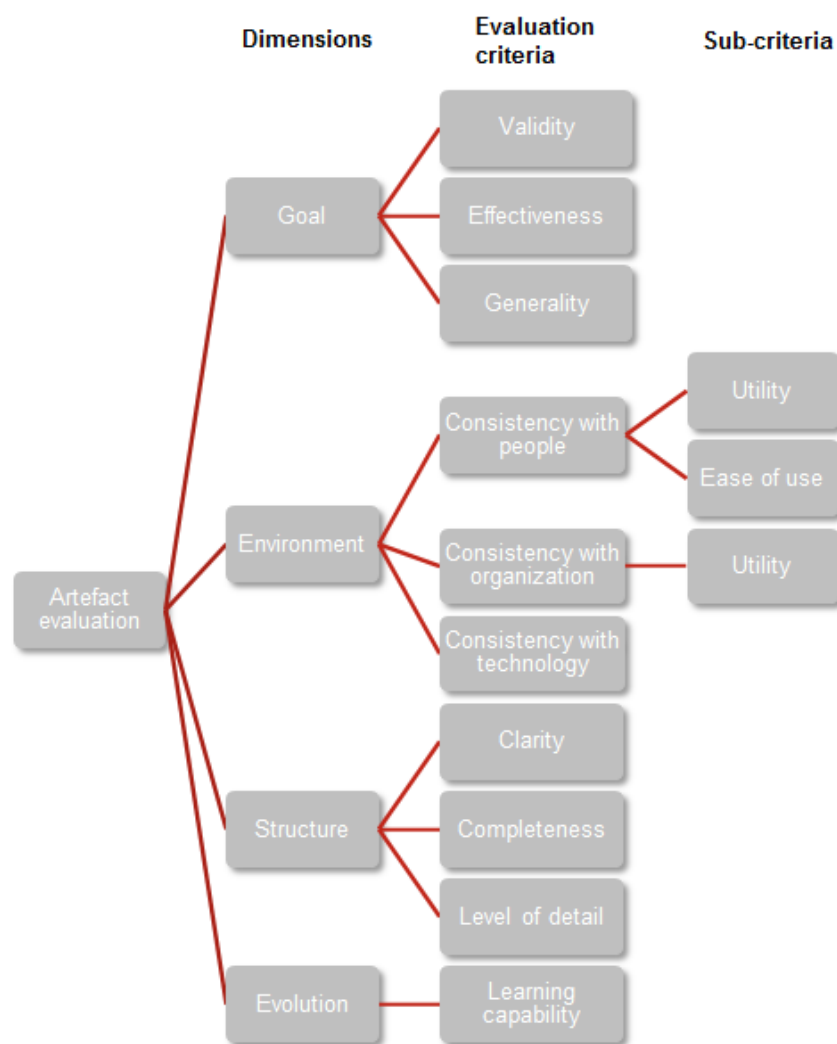 Dimensions
Evaluation
criteria
Sub-criteria
Validity
Goal
Effectiveness
Generality
Utility
Consistency with
people
Ease of use
Environment
Consistency with
organization
Utility
Artefact
evaluation
Consistency with
technology
Clarity
Structure
Completeness
Level of detail
Evolution
Learning
capability